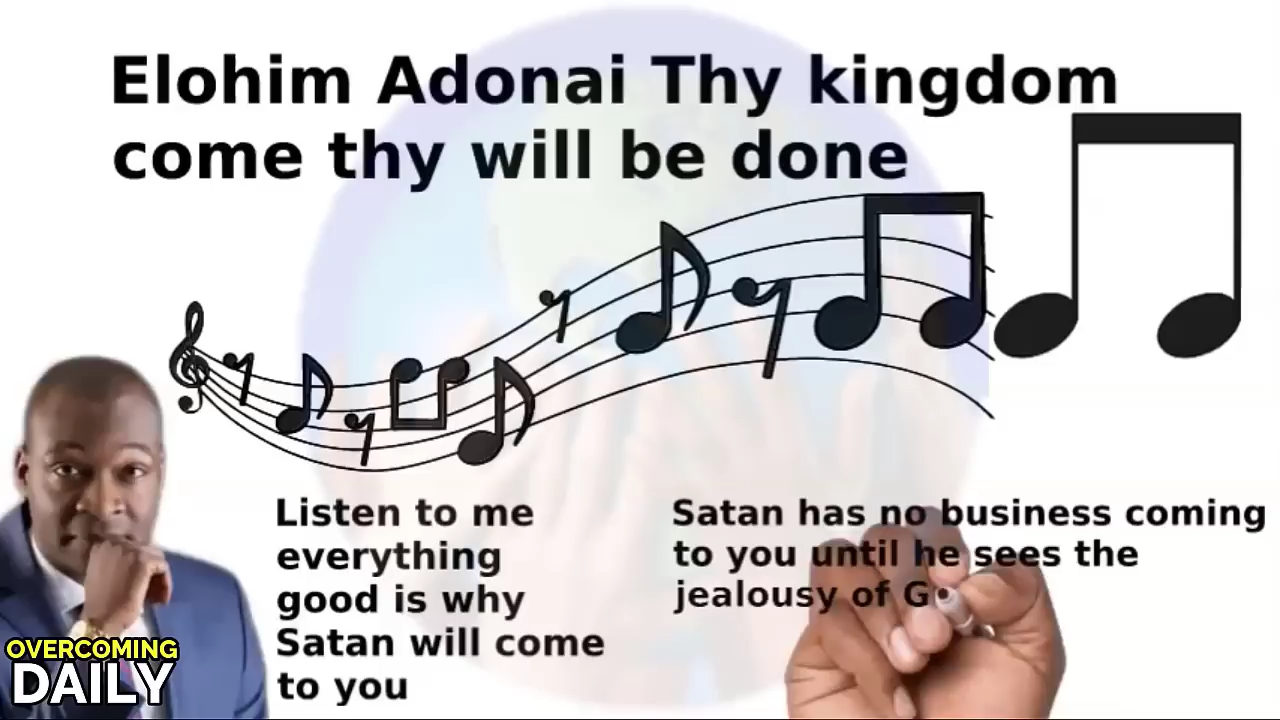 Elohim Adonai Thy kingdom
come thy will be done
Listen to me
everything
good is why
Satan will come
to you
Satan has no business coming
to you until he sees the
jealousy of G
OVERCOMING
DAILY